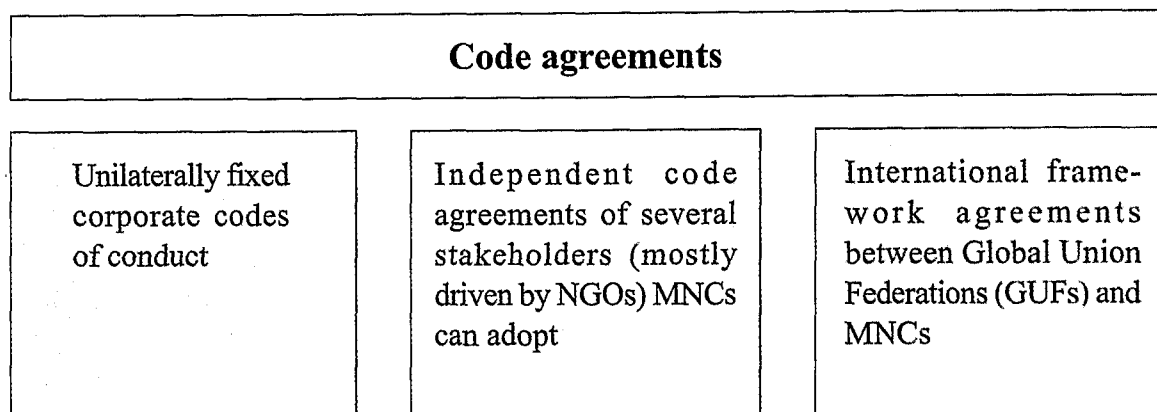 Code agreements
Unilaterally fixed
corporate codes
of conduct
Independent code
agreements of several
stakeholders (mostly
driven by NGOs) MNCs
can adopt
International frame-
work agreements
between Global Union
Federations (GUFs) and
MNCs